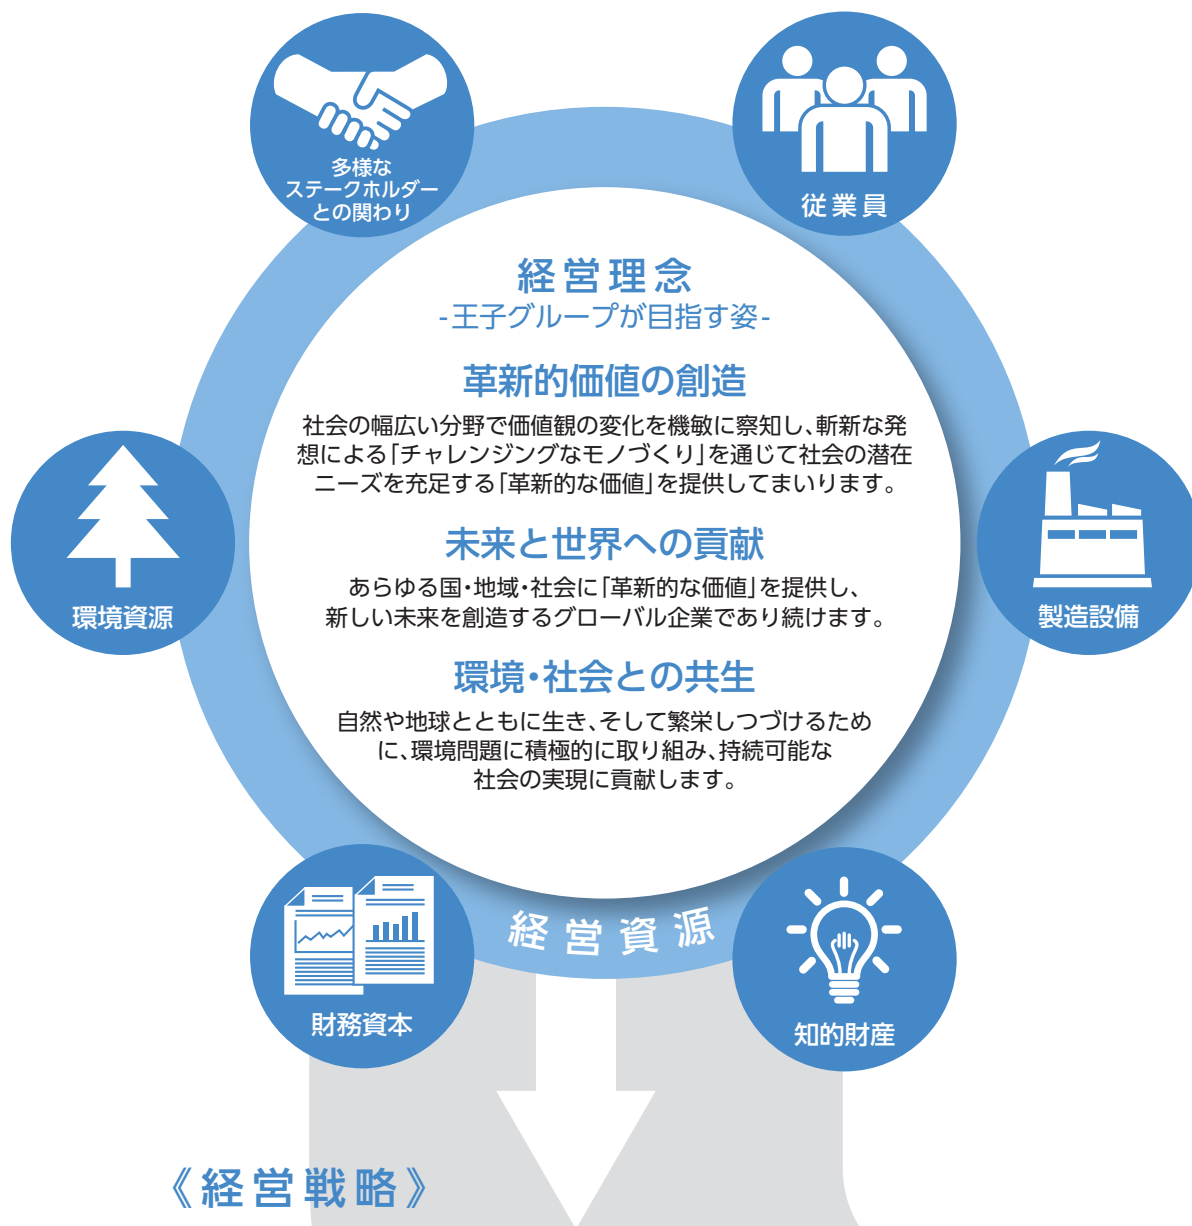 多様な
ステークホルダー
との関わり
従業員
経営理念
-王子グループが目指す姿-
革新的価値の創造
社会の幅広い分野で価値観の変化を機敏に察知し、斬新な発
想による「チャレンジングなモノづくり」を通じて社会の潜在
ニーズを充足する「革新的な価値」を提供してまいります。
未来と世界への貢献
あらゆる国・地域・社会に「革新的な価値」を提供し、
新しい未来を創造するグローバル企業であり続けます。
環境・社会との共生
自然や地球とともに生き、そして繁栄しつづけるため
に、環境問題に積極的に取り組み、持続可能な
社会の実現に貢献します。
環境資源
製造設備
経営資源
財務資本
知的財産
《経営戦略》